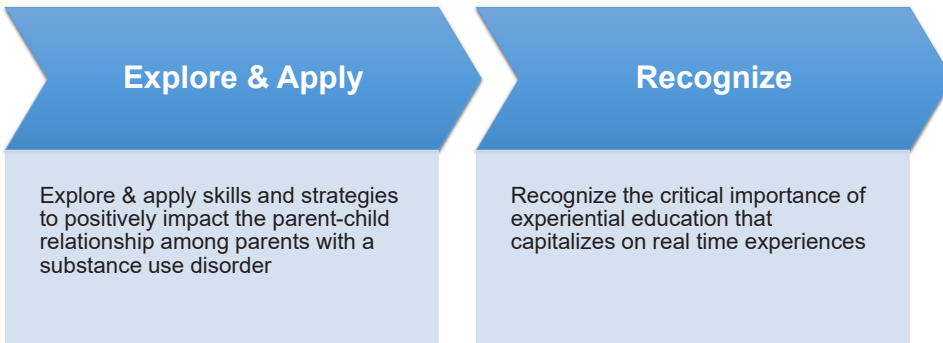 Explore & Apply
Explore & apply skills and strategies
to positively impact the parent-child
relationship among parents with a
substance use disorder
Recognize
Recognize the critical importance of
experiential education that
capitalizes on real time experiences